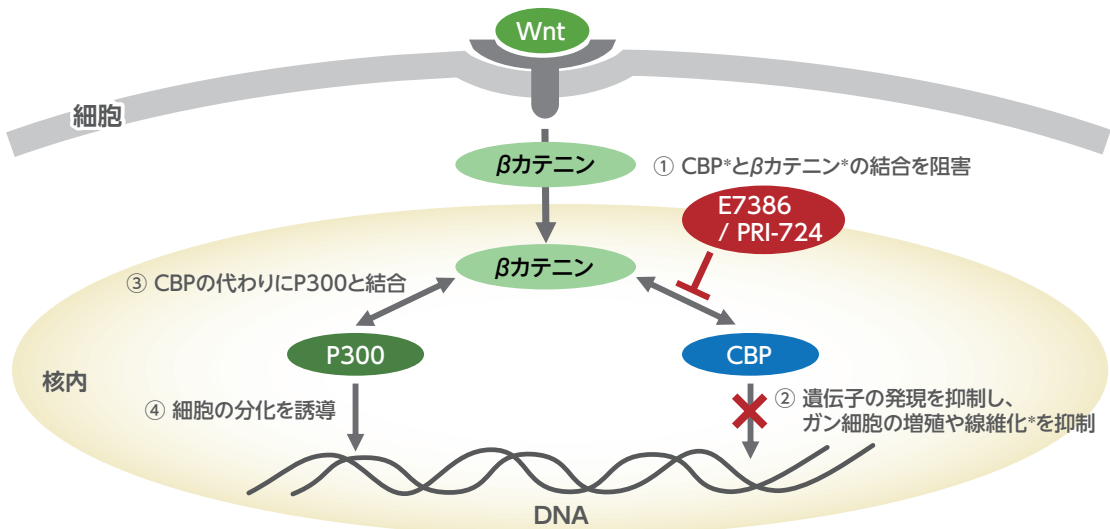 Wnt
細胞
βカテニン
① CBP*とβカテニン*の結合を阻害
E7386
/ PRI-724
βカテニン
③ CBPの代わりにP300と結合
P300
CBP
核内
④ 細胞の分化を誘導
② 遺伝子の発現を抑制し、
ガン細胞の増殖や線維化*を抑制
DNA